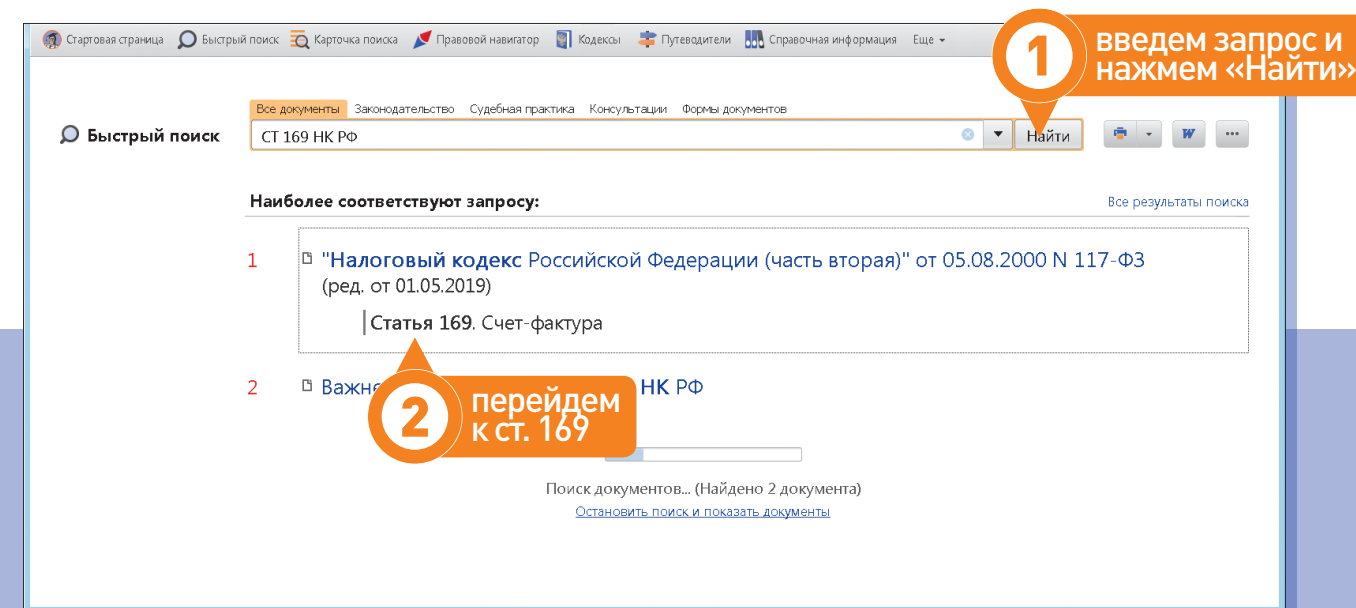 Стартовая страница Быстрый поиск Карточка поиска Правовой навигатор Кодексы Путеводители Справочная информация Еще
1 введем запрос и
нажмем «Найти»
Все документы Законодательство Судебная практика Консультации Формы документов
Быстрый поиск СТ 169 НК РФ Найти W ...
Наиболее соответствуют запросу: Все результаты поиска
1 "Налоговый кодекс Российской Федерации (часть вторая)" от 05.08.2000 N 117-ФЗ
(ред. от 01.05.2019)
Статья 169. Счет-фактура
2 НК РФ
2 перейдем
к ст. 169
Поиск документов... (Найдено 2 документа)
Остановить поиск и показать документы